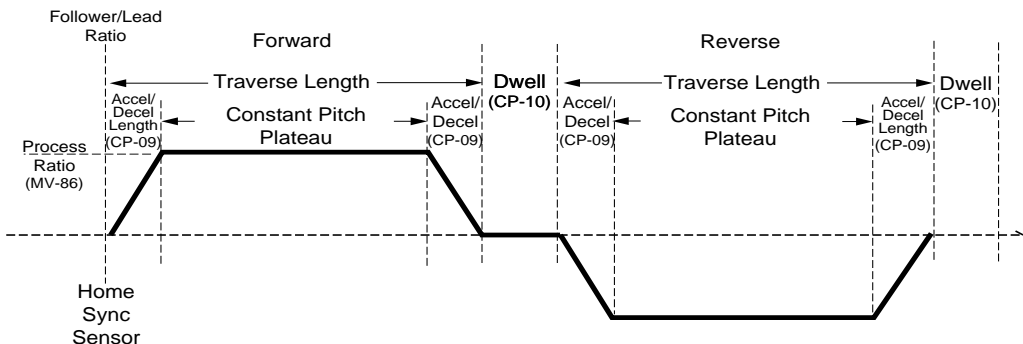 Follower/Lead
Ratio
Forward
Reverse
Traverse Length
Dwell
(CP-10)
Traverse Length
Dwell
(CP-10)
Accel/
Decel
Length
(CP-09)
Constant Pitch
Plateau
Accel/
Decel
(CP-09)
Accel/
Decel
(CP-09)
Constant Pitch
Plateau
Accel/
Decel
Length
(CP-09)
Process
Ratio
(MV-86)
Home
Sync
Sensor